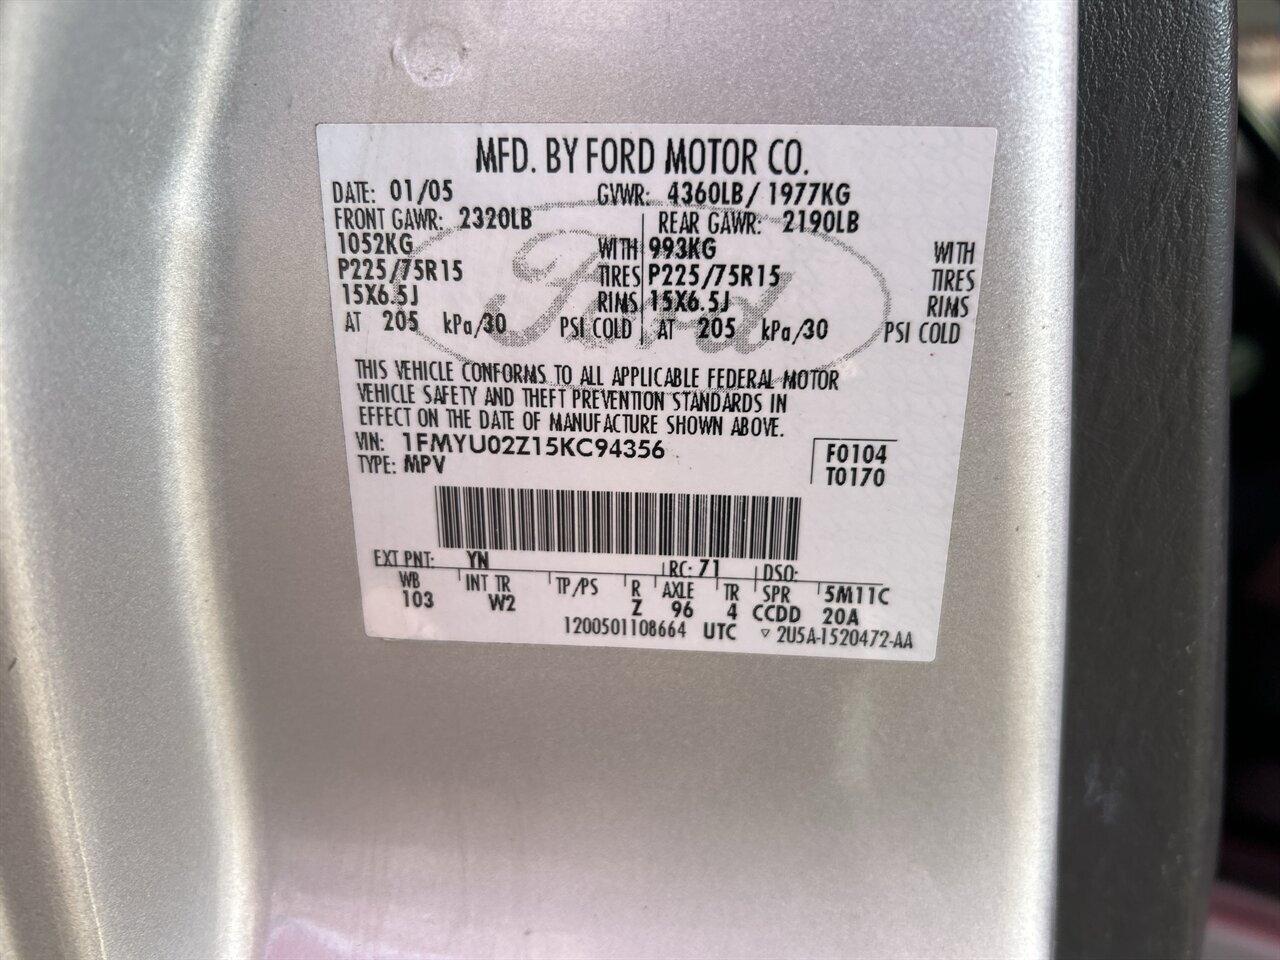 MFD. BY FORD MOTOR CO.
DATE: 01/05 GVWR: 4360LB/ 1977KG
FRONT GAWR: 2320LB REAR GAWR: 2190LB
1052KG WITH 993KG WITH
P225/75R15 TIRES P225/75R15 TIRES
15X6.5J RIMS 15X6.5J RIMS
AT 205 kPa/30 PSI COLD AT 205 kPa/30 PSI COLD
Ford
THIS VEHICLE CONFORMS TO ALL APPLICABLE FEDERAL MOTOR
VEHICLE SAFETY AND THEFT PREVENTION STANDARDS IN
EFFECT ON THE DATE OF MANUFACTURE SHOWN ABOVE.
VIN: 1FMYU02Z15KC94356 F0104
TYPE: MPV T0170
EXT PNT: YN RC: 71 DSO:
WB INT TR TP/PS R AXLE TR SPR 5M11C
103 W2 Z 96 4 CCDD 20A
1200501108664 UTC ▽ 2U5A-1520472-AA